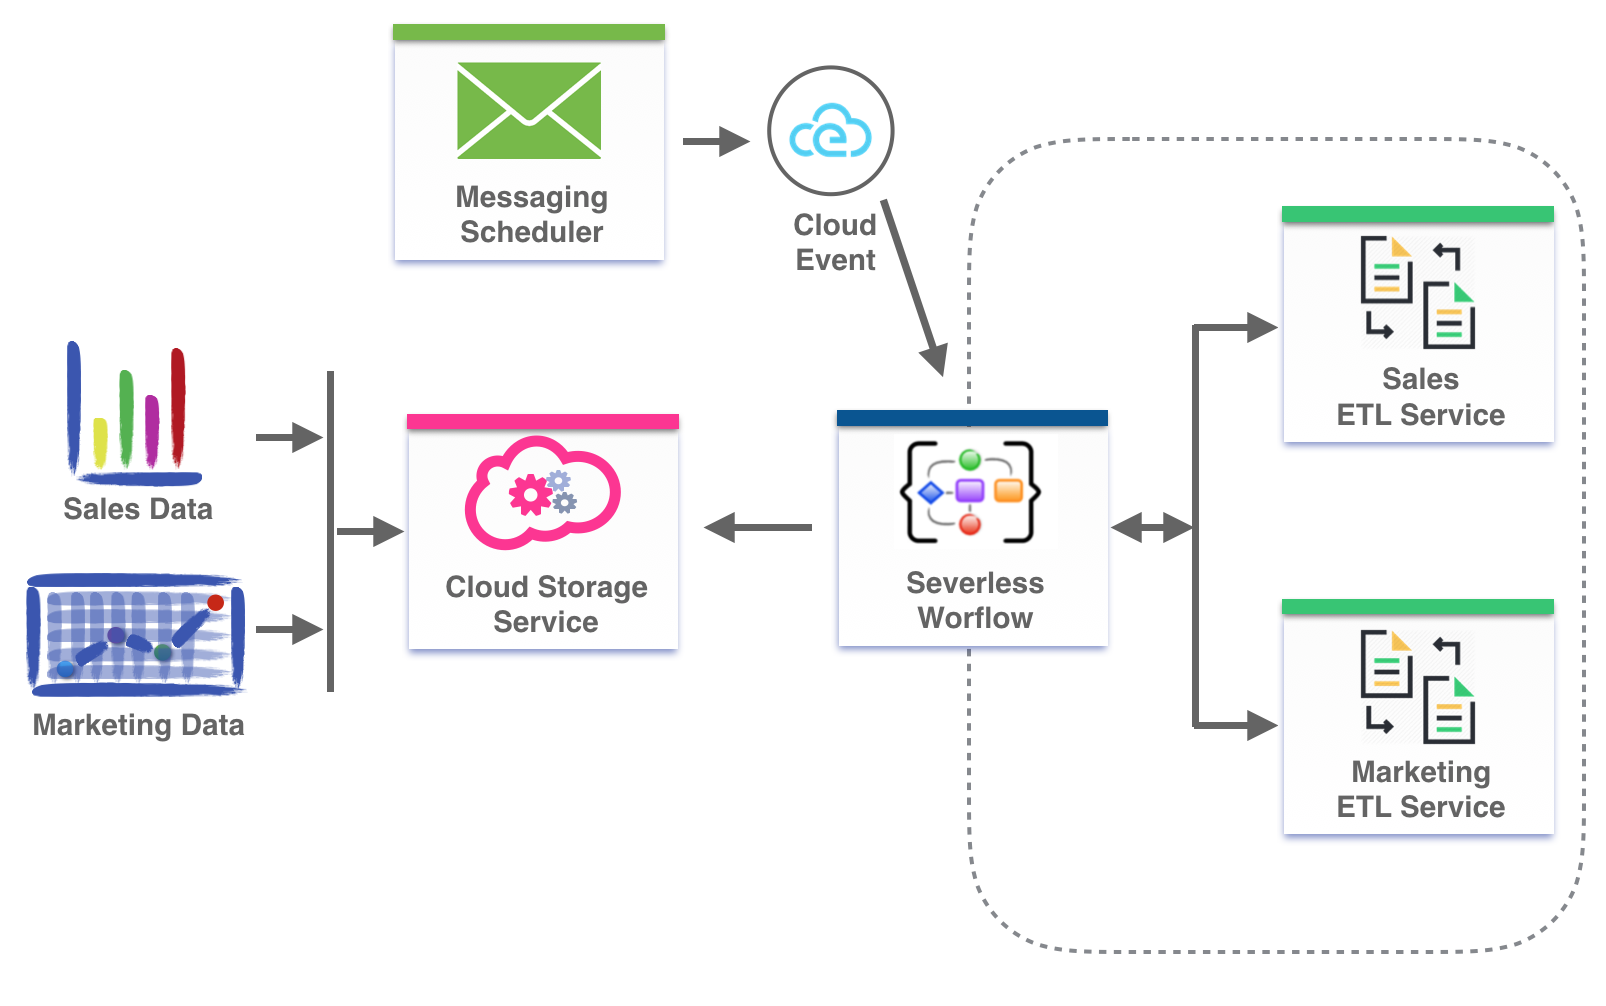 Messaging
Scheduler
Cloud
Event
Sales
ETL Service
Sales Data
Cloud Storage
Service
Severless
Worflow
Marketing Data
Marketing
ETL Service